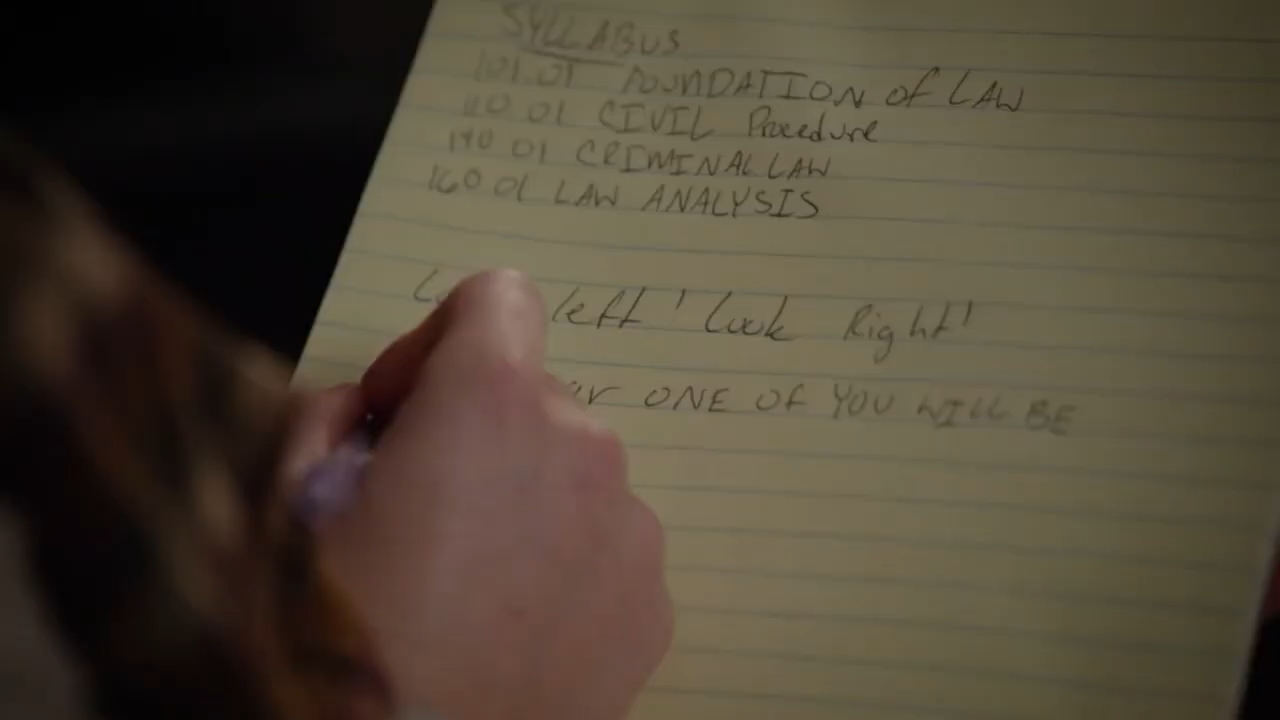 SYLLABUS
101.01 FOUNDATION of LAW
110 01 CIVIL Procedure
140 01 CRIMINAL LAW
160 01 LAW ANALYSIS
left' Look Right'
ONE OF YOU WILL BE